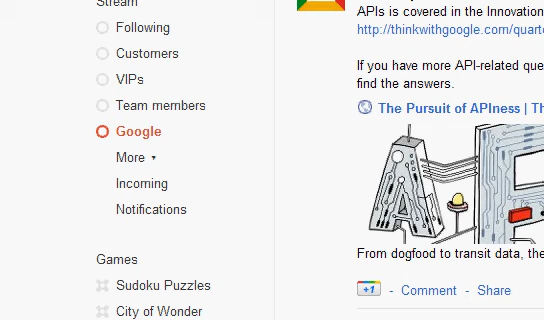 Stream
Following
Customers
VIPs
Team members
Google
More
Incoming
Notifications
Games
Sudoku Puzzles
City of Wonder
APIs is covered in the Innovation
http://thinkwithgoogle.com/quart
If you have more API-related que
find the answers.
The Pursuit of APIness | Th
From dogfood to transit data, the
+1 - Comment - Share